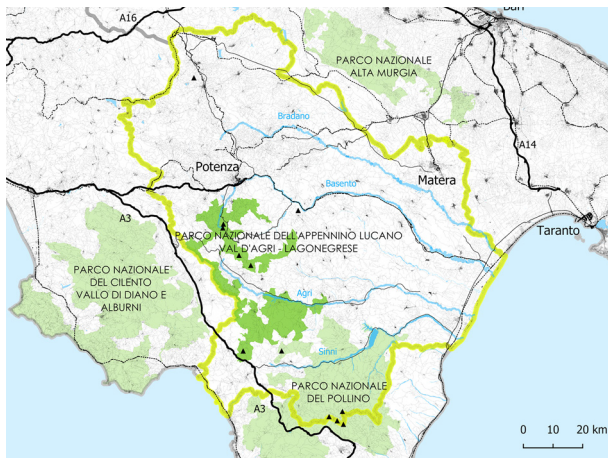 Bari
A16
PARCO NAZIONALE
ALTA MURGIA
Bradano
A14
Potenza
Basento
Matera
A3
Taranto
PARCO NAZIONALE DELL'APPENNINO LUCANO
VAL D'AGRI - LAGONEGRESE
PARCO NAZIONALE
DEL CILENTO
VALLO DI DIANO E
ALBURNI
Agri
Sinni
PARCO NAZIONALE
DEL POLLINO
A3
0 10 20 km